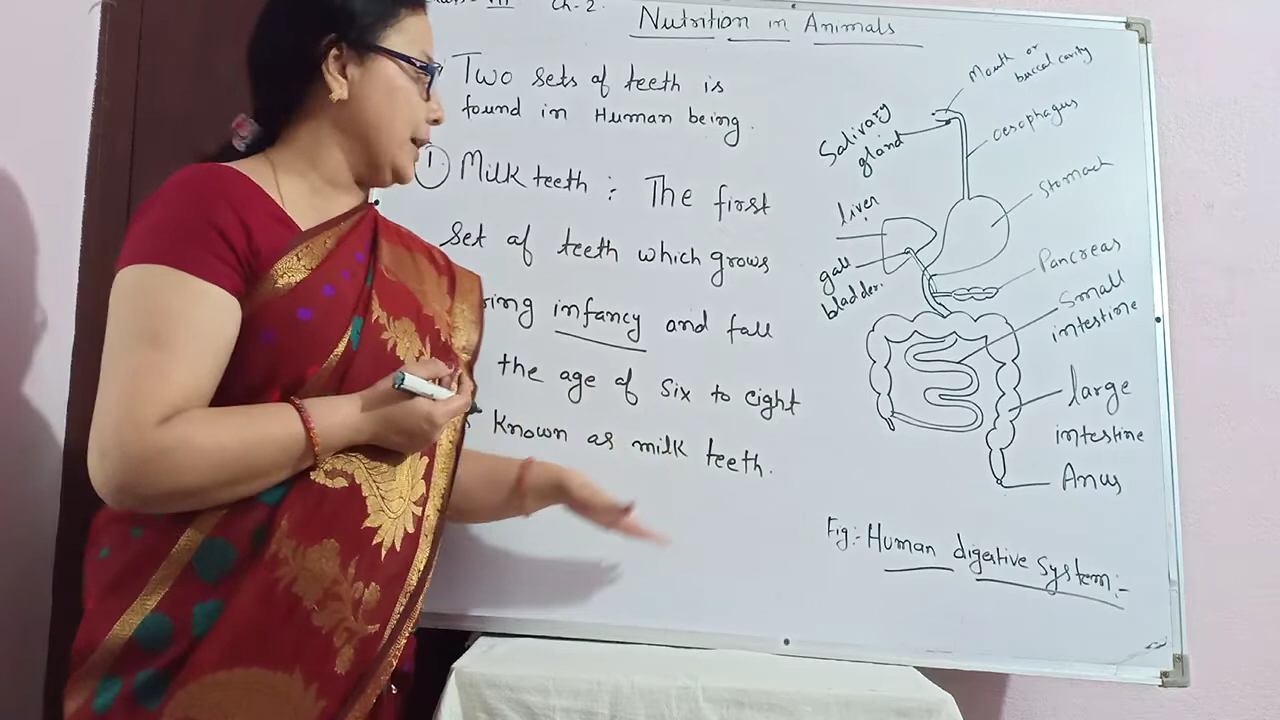 Ch-2.
Nutrition in Animals
Two sets of teeth is
found in Human being.
1. Milk teeth : The first
set of teeth which grows
infancy and fall
the age of six to eight
known as milk teeth.
Mouth or
buccal cavity
Salivary
gland
oesophagus
Stomach
liver
gall
bladder.
Pancreas
Small
intestine
large
intestine
Anus
Fig:- Human digestive system:-